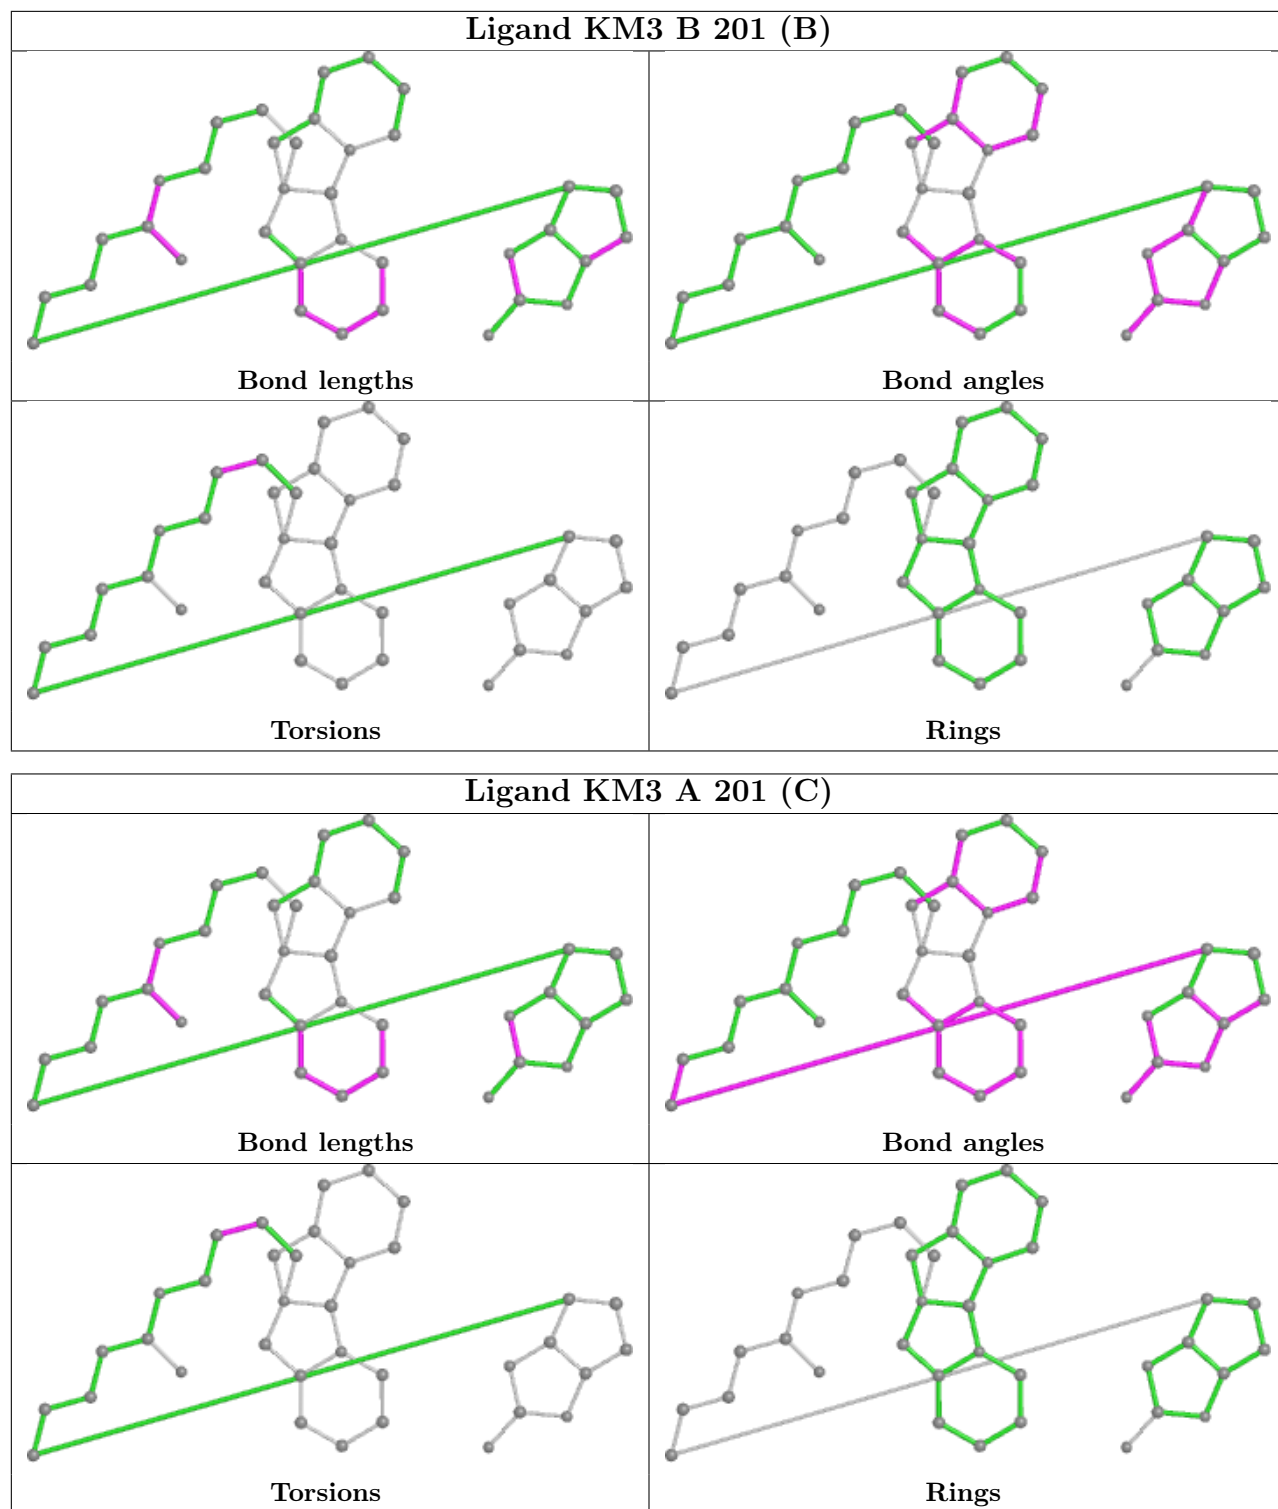 Ligand KM3 B 201 (B)
Bond lengths
Bond angles
Torsions
Rings
Ligand KM3 A 201 (C)
Bond lengths
Bond angles
Torsions
Rings